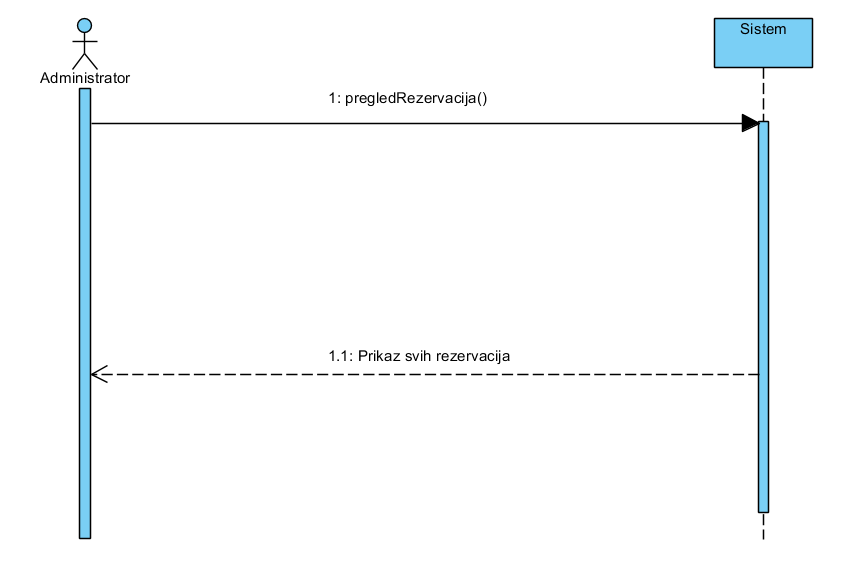 Sistem
Administrator
1: pregledRezervacija()
1.1: Prikaz svih rezervacija